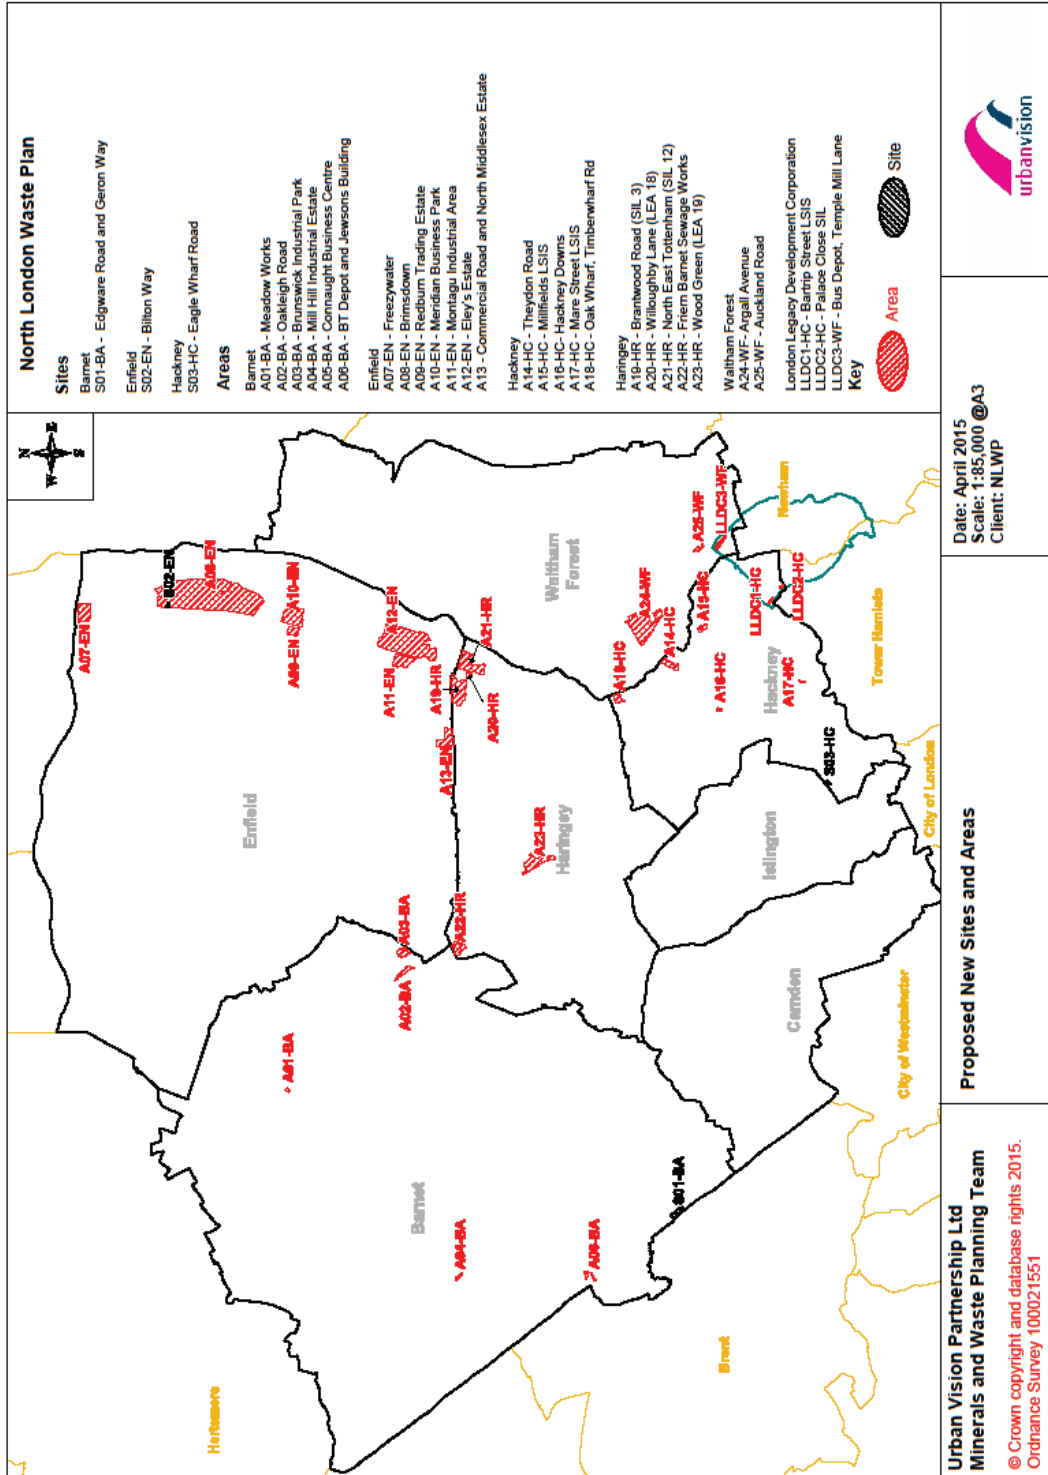 North London Waste Plan
Sites
Barnet
S01-BA - Edgware Road and Geron Way
Enfield
S02-EN - Bilton Way
Hackney
S03-HC - Eagle Wharf Road
Areas
Barnet
A01-BA - Meadow Works
A02-BA - Oakleigh Road
A03-BA - Brunswick Industrial Park
A04-BA - Mill Hill Industrial Estate
A05-BA - Connaught Business Centre
A06-BA - BT Depot and Jewsons Building
Enfield
A07-EN - Freezywater
A08-EN - Brimsdown
A09-EN - Redburn Trading Estate
A10-EN - Meridian Business Park
A11-EN - Montagu Industrial Area
A12-EN - Eley's Estate
A13 - Commercial Road and North Middlesex Estate
Hackney
A14-HC - Theydon Road
A15-HC - Millfields LSIS
A16-HC - Hackney Downs
A17-HC - Mare Street LSIS
A18-HC - Oak Wharf, Timberwharf Rd
Haringey
A19-HR - Brantwood Road (SIL 3)
A20-HR - Willoughby Lane (LEA 18)
A21-HR - North East Tottenham (SIL 12)
A22-HR - Friern Barnet Sewage Works
A23-HR - Wood Green (LEA 19)
Waltham Forest
A24-WF - Argall Avenue
A25-WF - Auckland Road
London Legacy Development Corporation
LLDC1-HC - Bartrip Street LSIS
LLDC2-HC - Palace Close SIL
LLDC3-WF - Bus Depot, Temple Mill Lane
Key
Area
Site
N
W
E
S
A07-EN
S02-EN
A08-EN
A10-EN
A09-EN
A12-EN
A11-EN
A19-HR
A21-HR
A20-HR
A13-EN
Enfield
A03-BA
A02-BA
A22-HR
A23-HR
Haringey
A01-BA
Barnet
A04-BA
S01-BA
Waltham
Forest
A24-WF
A18-HC
A14-HC
A25-WF
LLDC3-WF
A15-HC
A16-HC
LLDC1-HC
LLDC2-HC
Hackney
A17-HC
S03-HC
Islington
Camden
Newham
Tower Hamlets
City of London
City of Westminster
Brent
Hertsmere
Urban Vision Partnership Ltd
Minerals and Waste Planning Team
© Crown copyright and database rights 2015.
Ordnance Survey 100021551
Proposed New Sites and Areas
Date: April 2015
Scale: 1:85,000 @A3
Client: NLWP
urbanvision